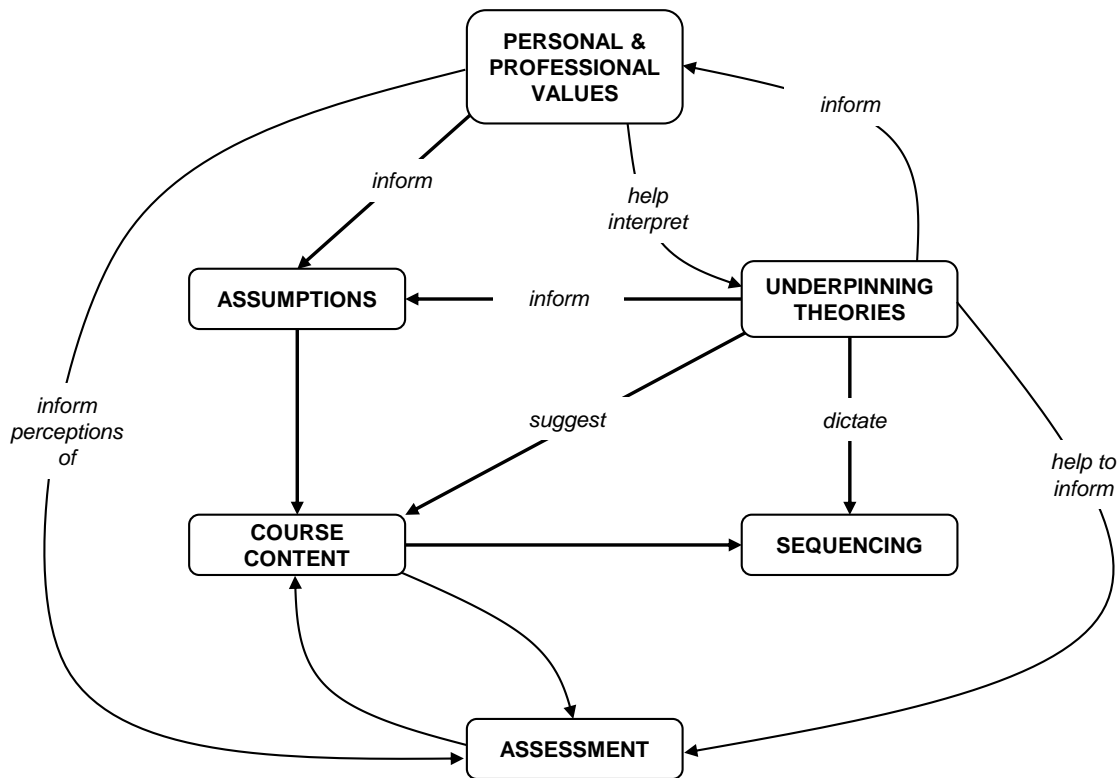 PERSONAL &
PROFESSIONAL
VALUES
inform
inform
help
interpret
ASSUMPTIONS
inform
UNDERPINNING
THEORIES
inform
perceptions
of
suggest
dictate
help to
inform
COURSE
CONTENT
SEQUENCING
ASSESSMENT